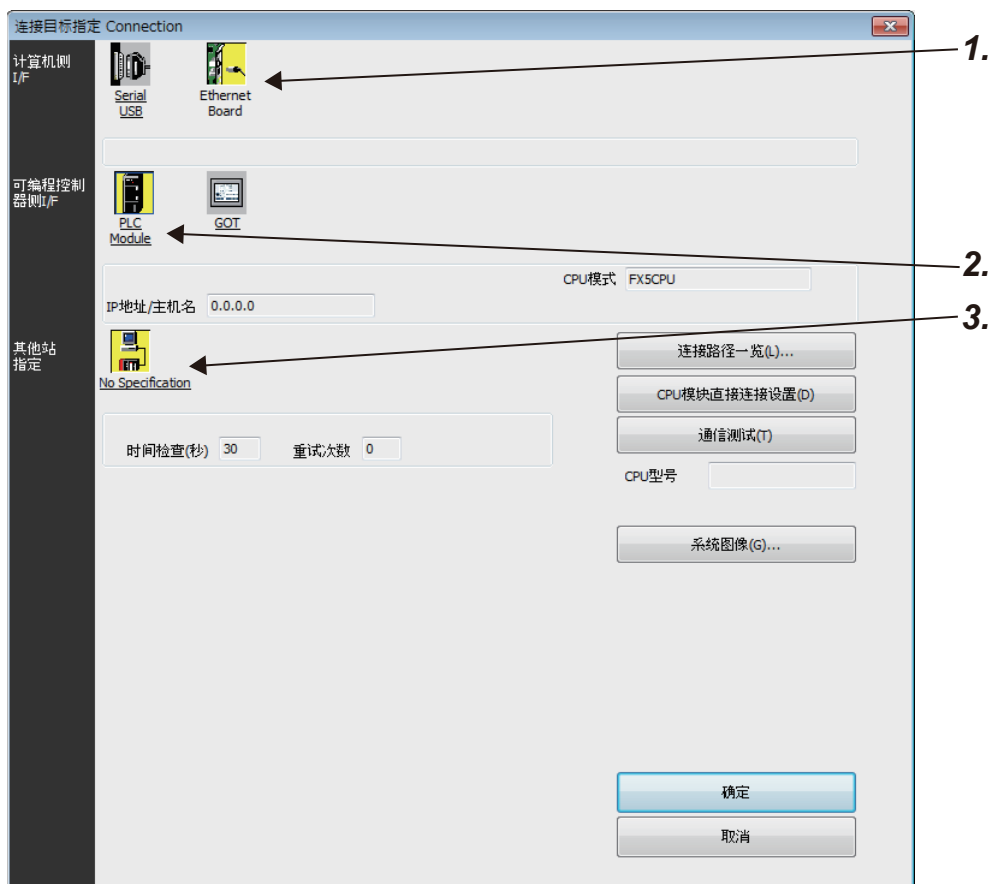 连接目标指定 Connection
1.
计算机侧
I/F
Serial
USB
Ethernet
Board
可编程控制
器侧I/F
PLC
Module
GOT
2.
CPU模式 FX5CPU
IP地址/主机名 0.0.0.0
3.
其他站
指定
No Specification
连接路径一览(L)...
CPU模块直接连接设置(D)
时间检查(秒) 30 重试次数 0
通信测试(T)
CPU型号
系统图像(G)...
确定
取消